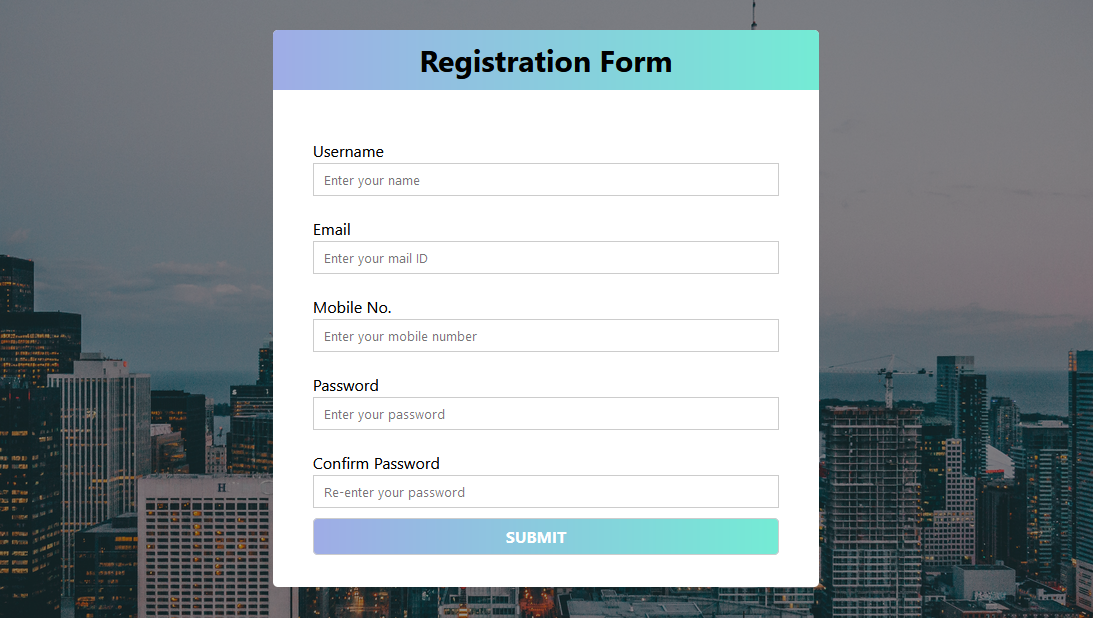 Registration Form
Username
Enter your name
Email
Enter your mail ID
Mobile No.
Enter your mobile number
Password
Enter your password
Confirm Password
Re-enter your password
SUBMIT
H